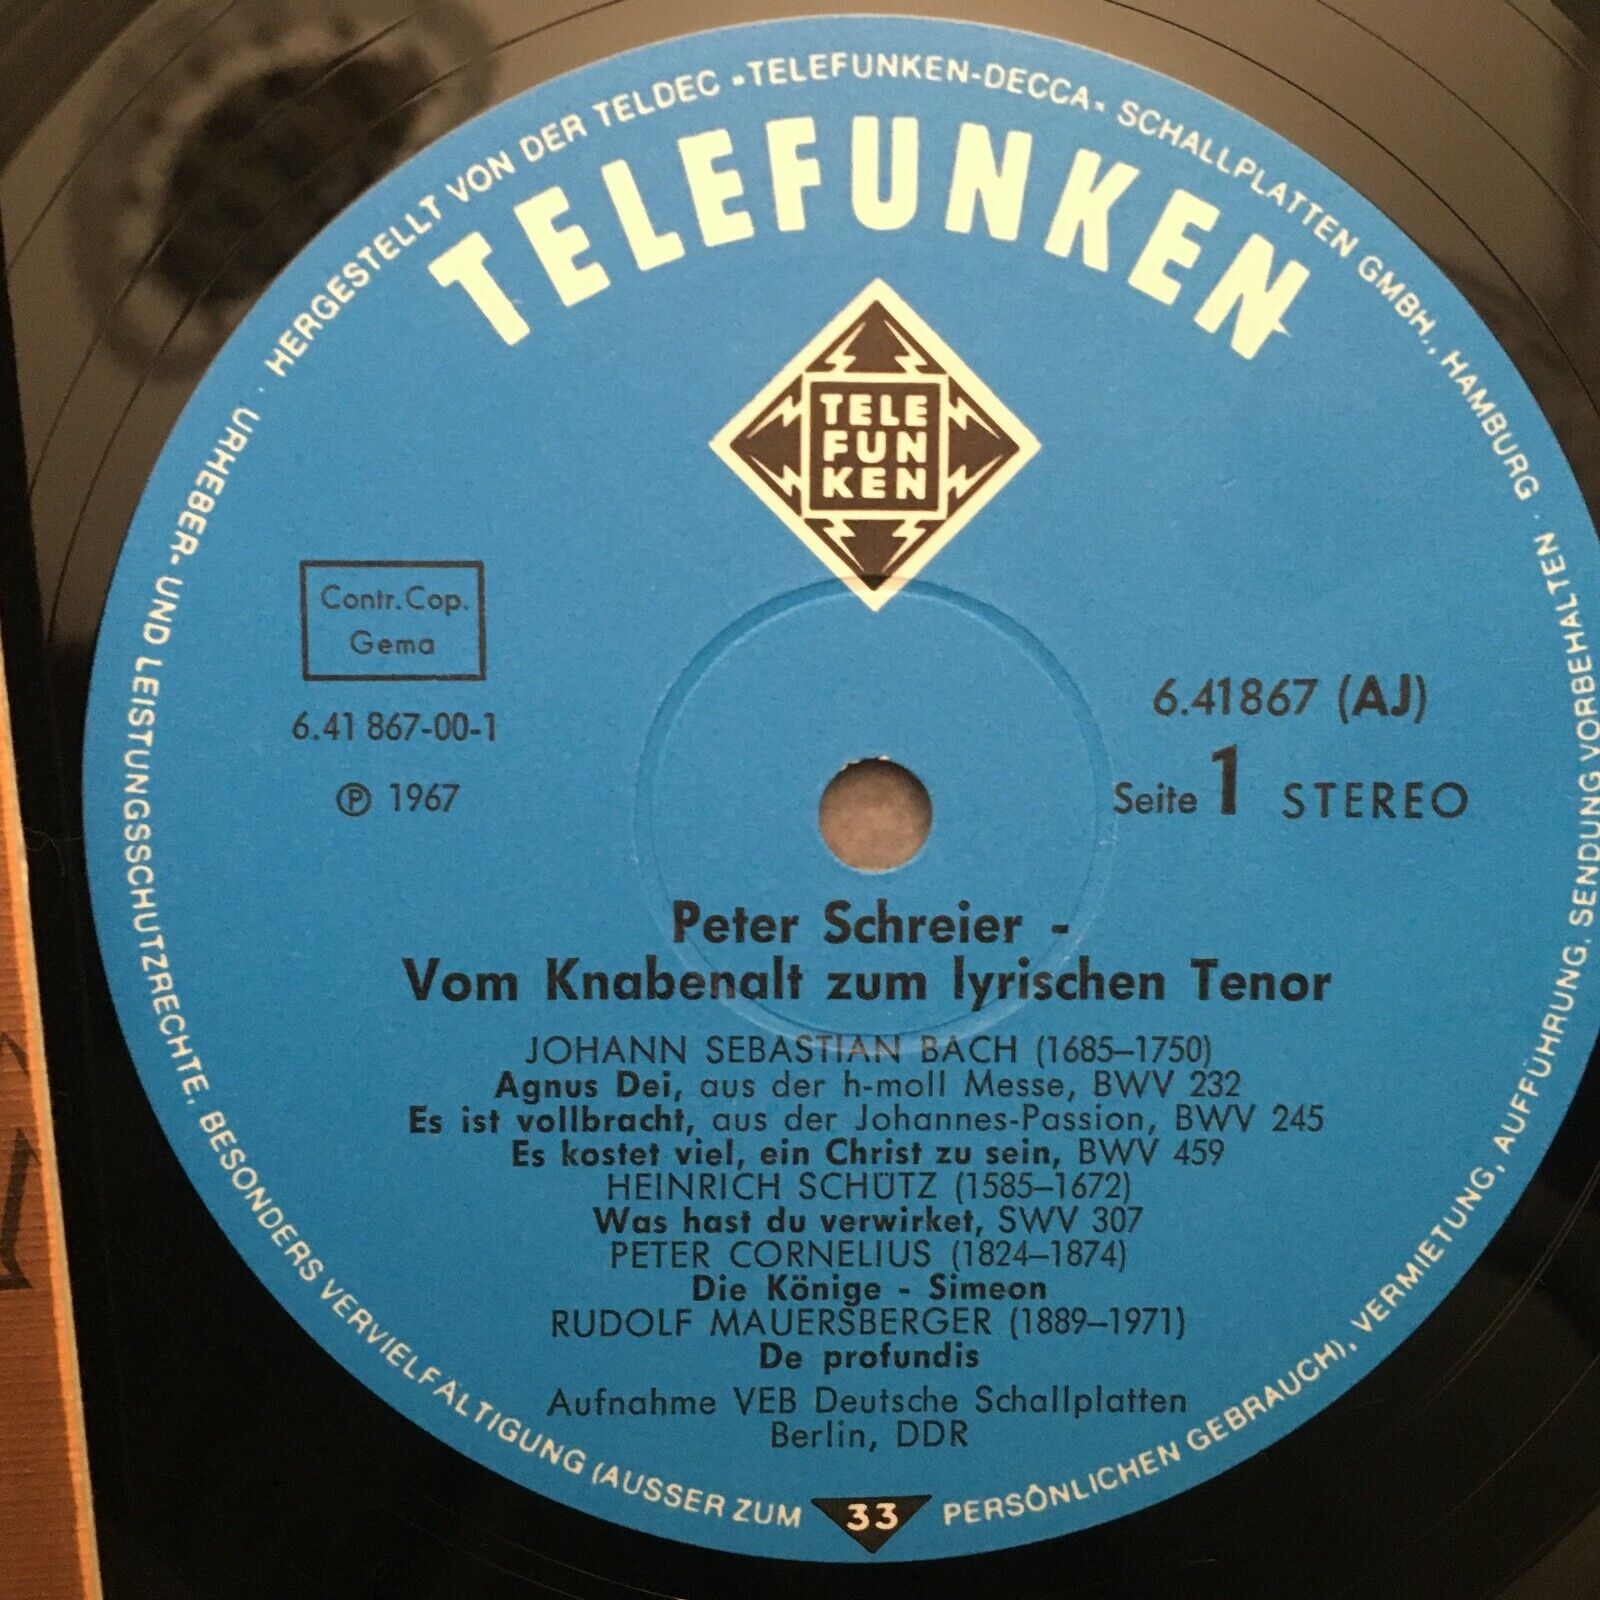 HERGESTELLT VON DER TELDEC »TELEFUNKEN-DECCA« SCHALLPLATTEN GMBH., HAMBURG · URHEBER- UND LEISTUNGSSCHUTZRECHTE, BESONDERS VERVIELFÄLTIGUNG (AUSSER ZUM PERSÖNLICHEN GEBRAUCH), VERMIETUNG, AUFFÜHRUNG, SENDUNG VORBEHALTEN ·
TELEFUNKEN
TELE
FUN
KEN
Contr. Cop.
Gema
6.41 867-00-1
℗ 1967
6.41867 (AJ)
Seite 1 STEREO
Peter Schreier -
Vom Knabenalt zum lyrischen Tenor
JOHANN SEBASTIAN BACH (1685–1750)
Agnus Dei, aus der h-moll Messe, BWV 232
Es ist vollbracht, aus der Johannes-Passion, BWV 245
Es kostet viel, ein Christ zu sein, BWV 459
HEINRICH SCHÜTZ (1585–1672)
Was hast du verwirket, SWV 307
PETER CORNELIUS (1824–1874)
Die Könige - Simeon
RUDOLF MAUERSBERGER (1889–1971)
De profundis
Aufnahme VEB Deutsche Schallplatten
Berlin, DDR
33